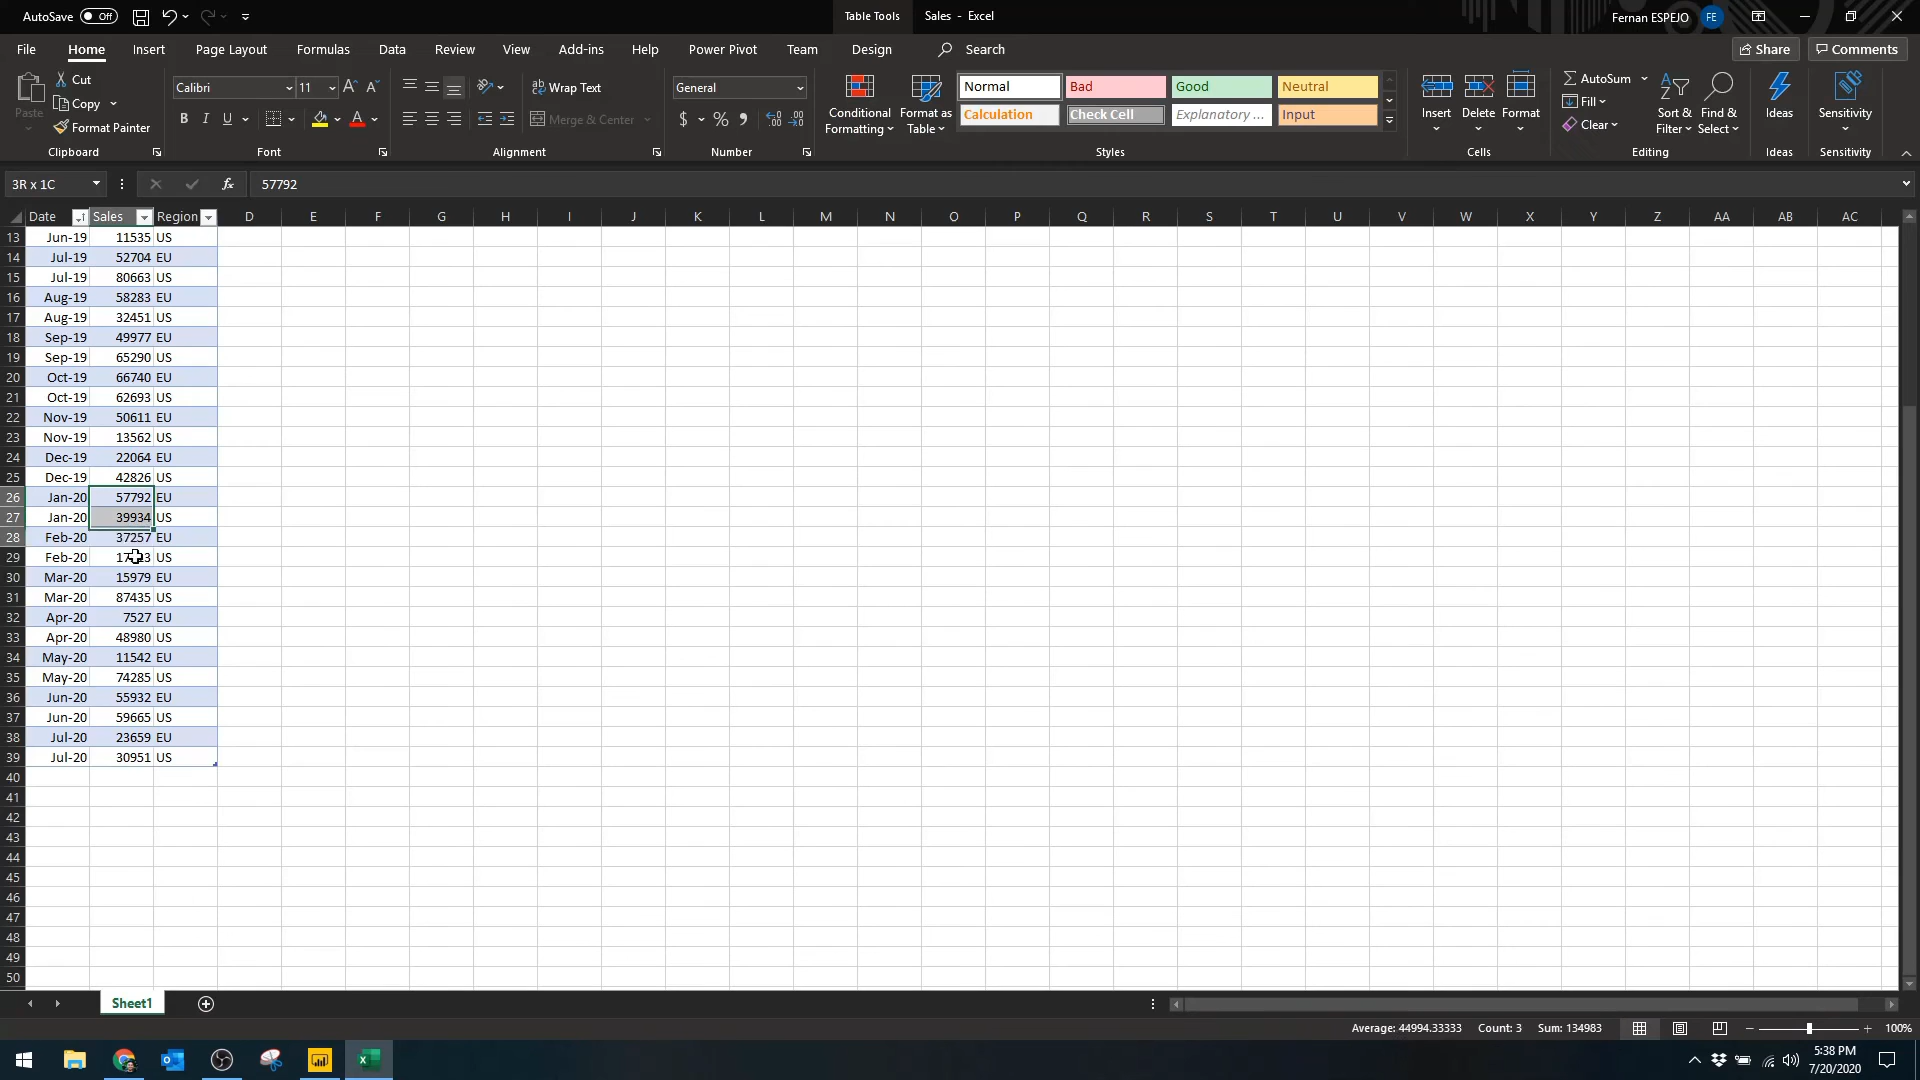 AutoSave Off Table Tools Sales - Excel Fernan ESPEJO FE
File Home Insert Page Layout Formulas Data Review View Add-ins Help Power Pivot Team Design Search Share Comments
Paste Cut Copy Format Painter Clipboard
Calibri 11 B I U A Font
Wrap Text Merge & Center Alignment
General $ % Number
Conditional Formatting Format as Table Normal Bad Good Neutral Calculation Check Cell Explanatory ... Input Styles
Insert Delete Format Cells
AutoSum Fill Clear Sort & Filter Find & Select Editing
Ideas Ideas
Sensitivity Sensitivity
3R x 1C fx 57792
Date Sales Region D E F G H I J K L M N O P Q R S T U V W X Y Z AA AB AC
13 Jun-19 11535 US
14 Jul-19 52704 EU
15 Jul-19 80663 US
16 Aug-19 58283 EU
17 Aug-19 32451 US
18 Sep-19 49977 EU
19 Sep-19 65290 US
20 Oct-19 66740 EU
21 Oct-19 62693 US
22 Nov-19 50611 EU
23 Nov-19 13562 US
24 Dec-19 22064 EU
25 Dec-19 42826 US
26 Jan-20 57792 EU
27 Jan-20 39934 US
28 Feb-20 37257 EU
29 Feb-20 US
30 Mar-20 15979 EU
31 Mar-20 87435 US
32 Apr-20 7527 EU
33 Apr-20 48980 US
34 May-20 11542 EU
35 May-20 74285 US
36 Jun-20 55932 EU
37 Jun-20 59665 US
38 Jul-20 23659 EU
39 Jul-20 30951 US
40
41
42
43
44
45
46
47
48
49
50
Sheet1
Average: 44994.33333 Count: 3 Sum: 134983 100%
5:38 PM
7/20/2020